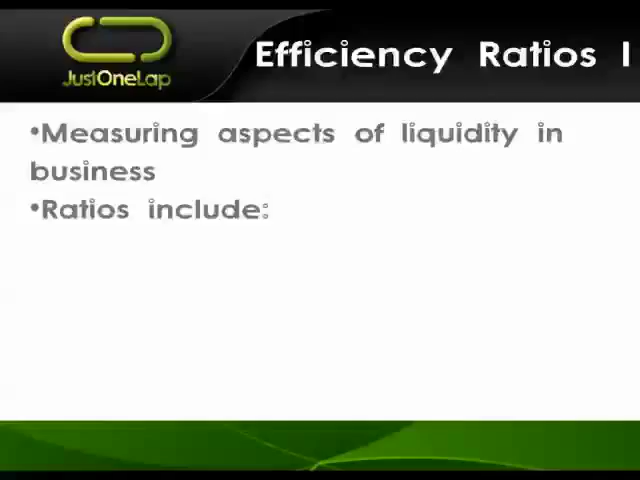 JustOneLap
Efficiency Ratios I
•Measuring aspects of liquidity in
business
•Ratios include: